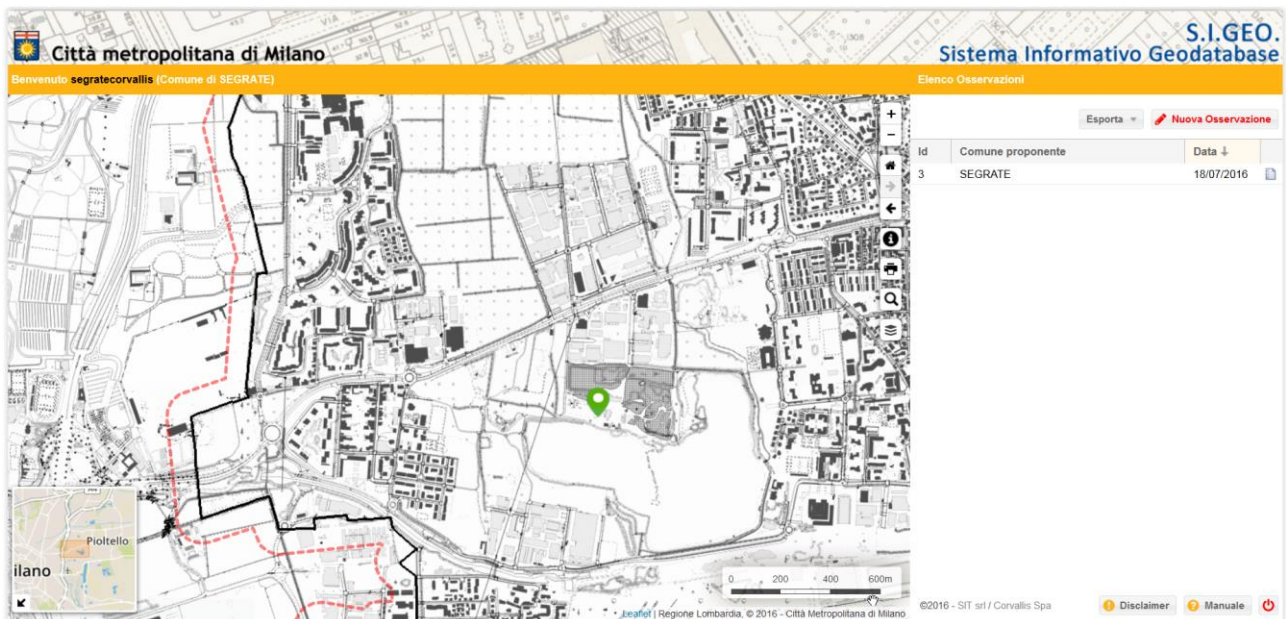 S.I.GEO.
Città metropolitana di Milano
Sistema Informativo Geodatabase
Benvenuto segratecorvallis (Comune di SEGRATE)
Elenco Osservazioni
Esporta
Nuova Osservazione
Id Comune proponente Data
3 SEGRATE 18/07/2016
Pioltello
ilano
0 200 400 600m
Leaflet | Regione Lombardia, © 2016 - Città Metropolitana di Milano
©2016 - SIT srl / Corvallis Spa
Disclaimer
Manuale